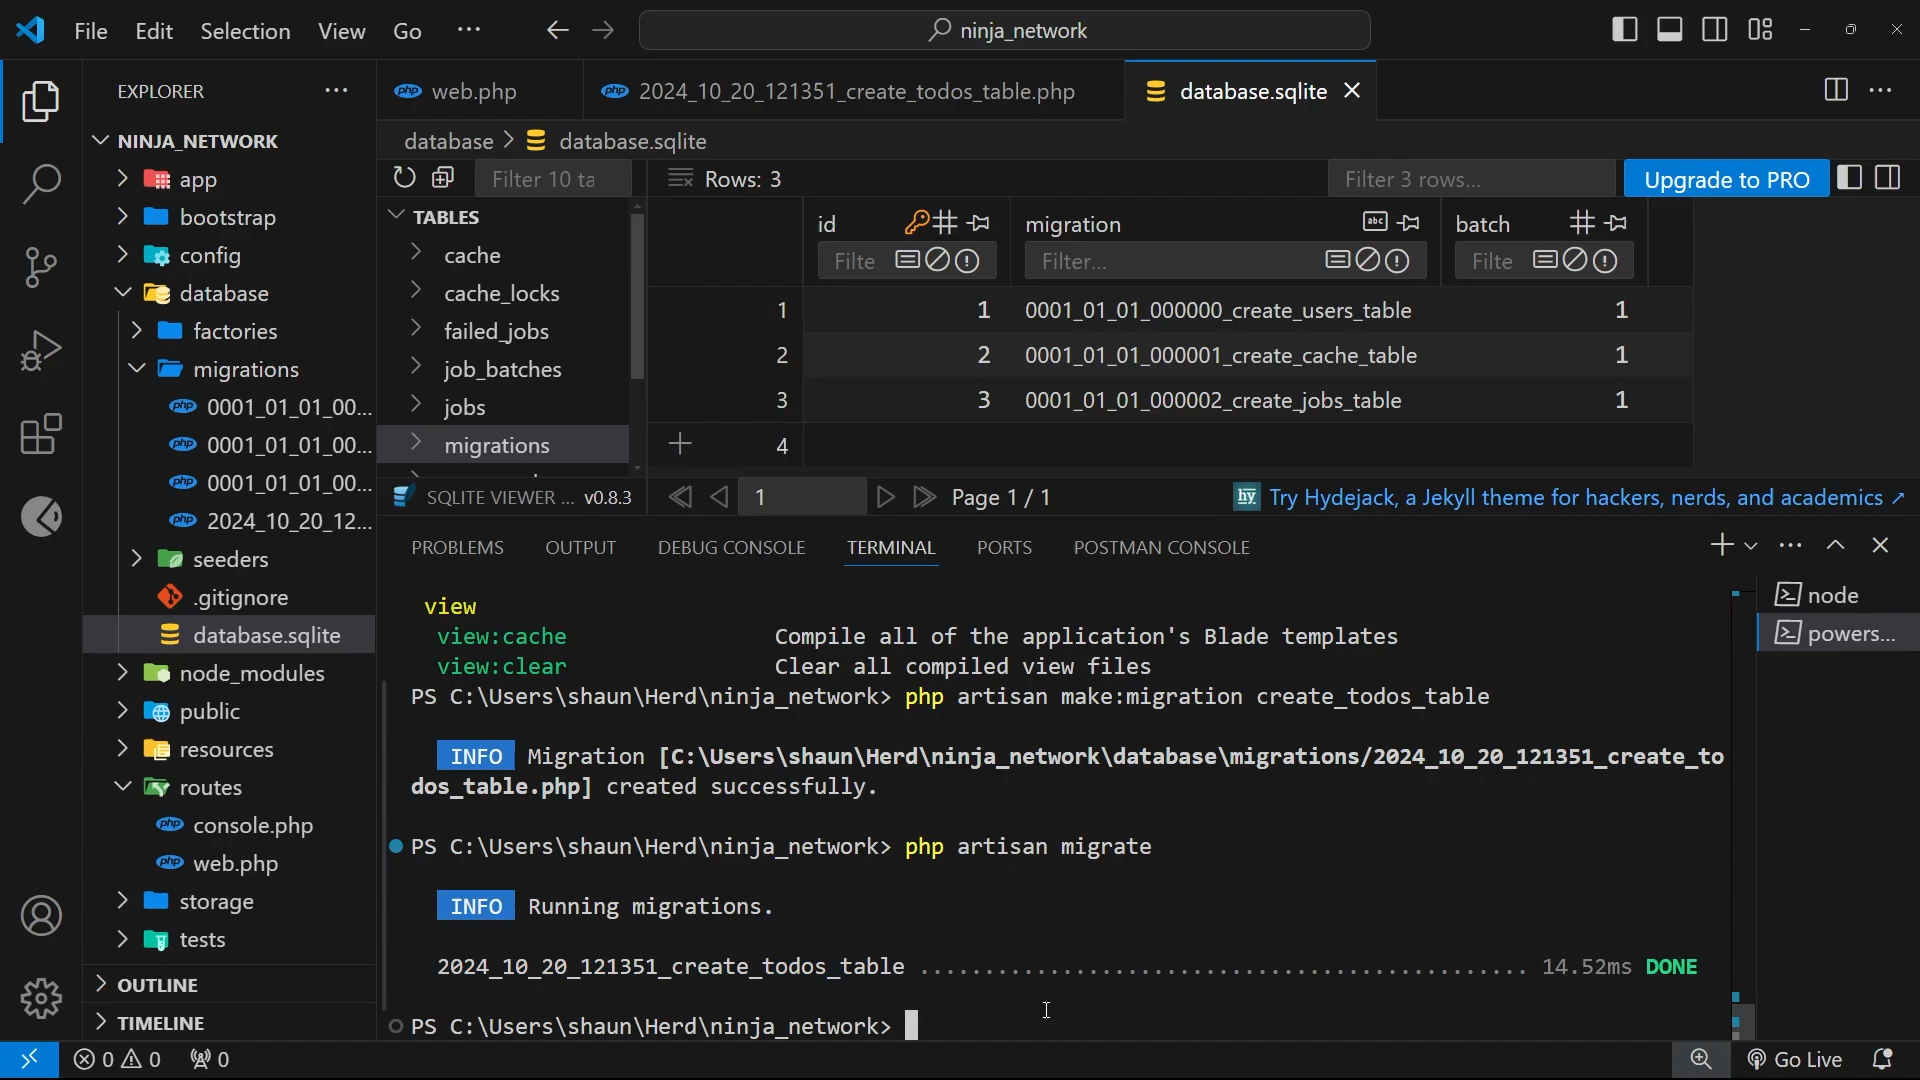 File Edit Selection View Go ··· ninja_network
EXPLORER
web.php 2024_10_20_121351_create_todos_table.php database.sqlite
NINJA_NETWORK
database > database.sqlite
app
bootstrap
config
database
factories
migrations
0001_01_01_00...
0001_01_01_00...
0001_01_01_00...
2024_10_20_12...
seeders
.gitignore
database.sqlite
node_modules
public
resources
routes
console.php
web.php
storage
tests
OUTLINE
TIMELINE
Filter 10 ta
Rows: 3 Filter 3 rows... Upgrade to PRO
TABLES
cache
cache_locks
failed_jobs
job_batches
jobs
migrations
SQLITE VIEWER ... v0.8.3
id migration abc batch
Filte Filter... Filte
1 1 0001_01_01_000000_create_users_table 1
2 2 0001_01_01_000001_create_cache_table 1
3 3 0001_01_01_000002_create_jobs_table 1
4
1 Page 1 / 1 hy Try Hydejack, a Jekyll theme for hackers, nerds, and academics ↗
PROBLEMS OUTPUT DEBUG CONSOLE TERMINAL PORTS POSTMAN CONSOLE
view
view:cache Compile all of the application's Blade templates
view:clear Clear all compiled view files
PS C:\Users\shaun\Herd\ninja_network> php artisan make:migration create_todos_table
INFO Migration [C:\Users\shaun\Herd\ninja_network\database\migrations/2024_10_20_121351_create_to
dos_table.php] created successfully.
PS C:\Users\shaun\Herd\ninja_network> php artisan migrate
INFO Running migrations.
2024_10_20_121351_create_todos_table ............................................... 14.52ms DONE
PS C:\Users\shaun\Herd\ninja_network>
node
powers...
0 0 0 Go Live